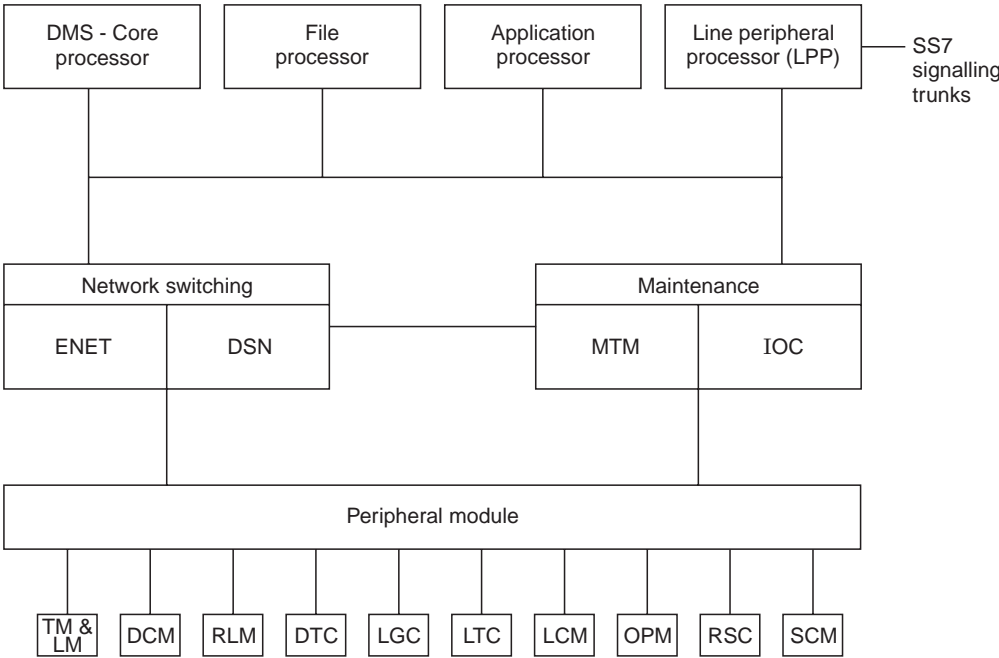 DMS - Core
processor
File
processor
Application
processor
Line peripheral
processor (LPP)
SS7
signalling
trunks
Network switching
ENET
DSN
Maintenance
MTM
IOC
Peripheral module
TM &
LM
DCM
RLM
DTC
LGC
LTC
LCM
OPM
RSC
SCM